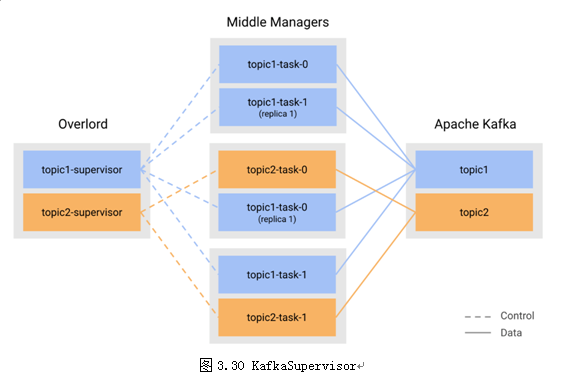 Middle Managers
topic1-task-0
topic1-task-1
(replica 1)
Overlord
Apache Kafka
topic1-supervisor
topic2-supervisor
topic2-task-0
topic1-task-0
(replica 1)
topic1
topic2
topic1-task-1
topic2-task-1
Control
Data
图 3.30 KafkaSupervisor↵